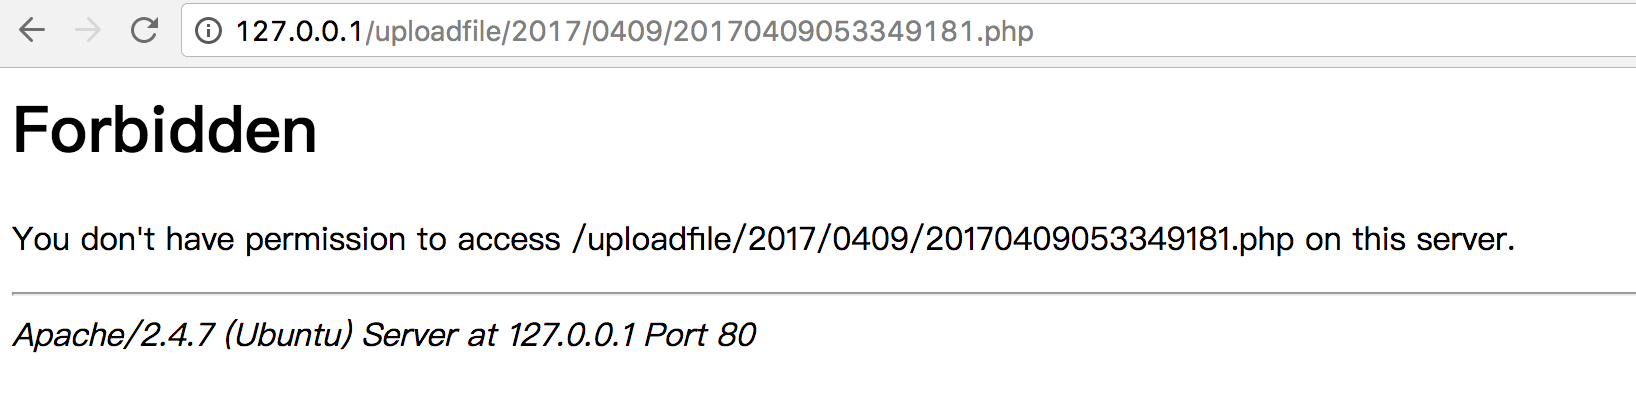 127.0.0.1/uploadfile/2017/0409/20170409053349181.php
Forbidden
You don't have permission to access /uploadfile/2017/0409/20170409053349181.php on this server.
Apache/2.4.7 (Ubuntu) Server at 127.0.0.1 Port 80